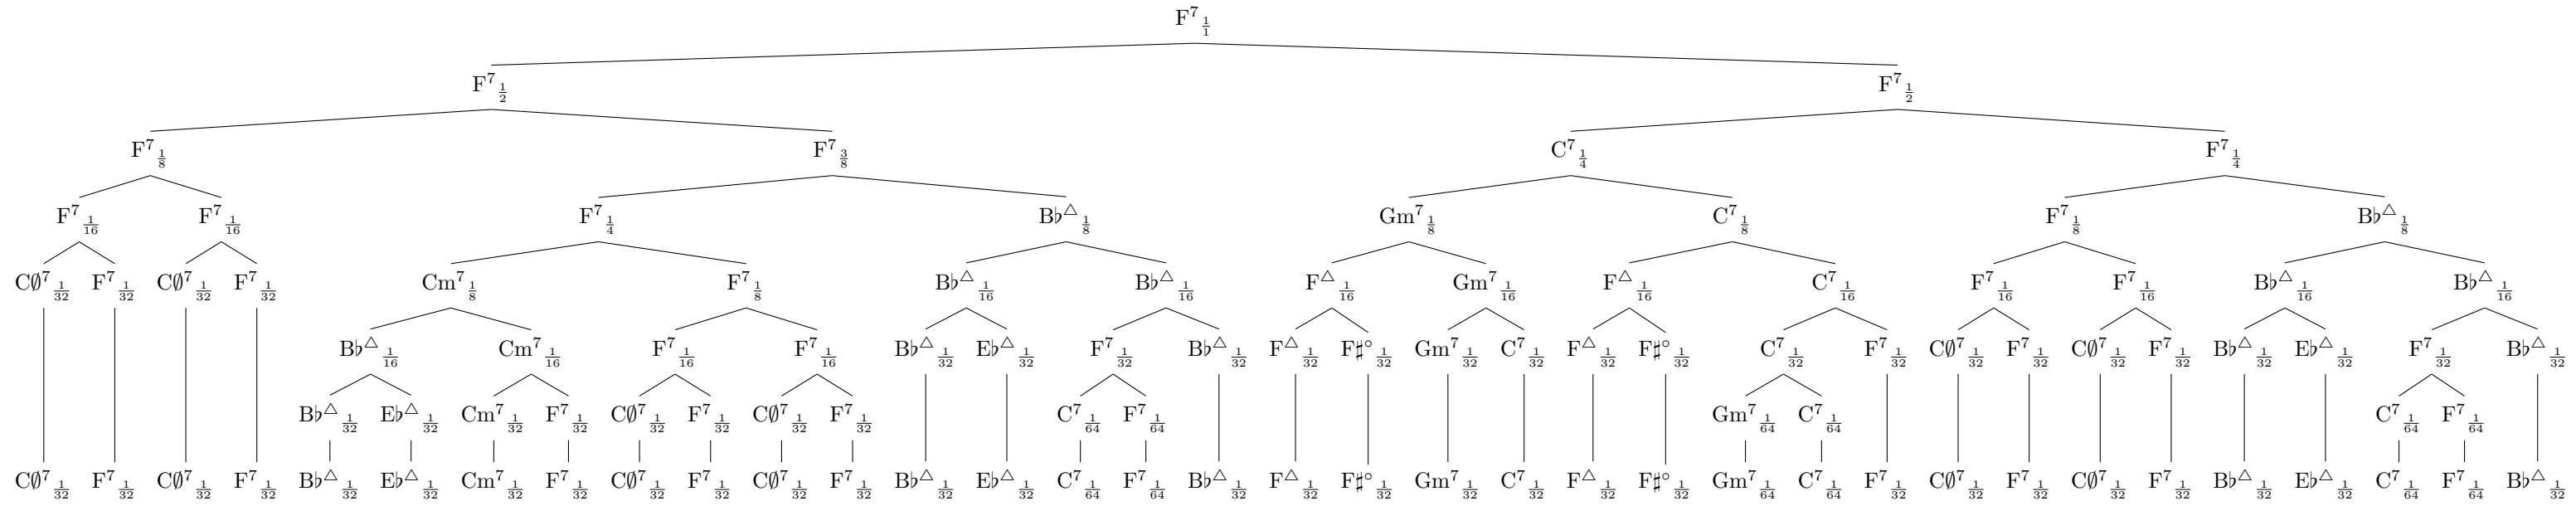 F⁷ 1/1
F⁷ 1/2 F⁷ 1/2
F⁷ 1/8 F⁷ 3/8 C⁷ 1/4 F⁷ 1/4
F⁷ 1/16 F⁷ 1/16 F⁷ 1/4 B♭△ 1/8 Gm⁷ 1/8 C⁷ 1/8 F⁷ 1/8 B♭△ 1/8
C∅⁷ 1/32 F⁷ 1/32 C∅⁷ 1/32 F⁷ 1/32 Cm⁷ 1/8 F⁷ 1/8 B♭△ 1/16 B♭△ 1/16 F△ 1/16 Gm⁷ 1/16 F△ 1/16 C⁷ 1/16 F⁷ 1/16 F⁷ 1/16 B♭△ 1/16 B♭△ 1/16
B♭△ 1/16 Cm⁷ 1/16 F⁷ 1/16 F⁷ 1/16 B♭△ 1/32 E♭△ 1/32 F⁷ 1/32 B♭△ 1/32 F△ 1/32 F♯° 1/32 Gm⁷ 1/32 C⁷ 1/32 F△ 1/32 F♯° 1/32 C⁷ 1/32 F⁷ 1/32 C∅⁷ 1/32 F⁷ 1/32 C∅⁷ 1/32 F⁷ 1/32 B♭△ 1/32 E♭△ 1/32 F⁷ 1/32 B♭△ 1/32
B♭△ 1/32 E♭△ 1/32 Cm⁷ 1/32 F⁷ 1/32 C∅⁷ 1/32 F⁷ 1/32 C∅⁷ 1/32 F⁷ 1/32 C⁷ 1/64 F⁷ 1/64 Gm⁷ 1/64 C⁷ 1/64 C⁷ 1/64 F⁷ 1/64
C∅⁷ 1/32 F⁷ 1/32 C∅⁷ 1/32 F⁷ 1/32 B♭△ 1/32 E♭△ 1/32 Cm⁷ 1/32 F⁷ 1/32 C∅⁷ 1/32 F⁷ 1/32 C∅⁷ 1/32 F⁷ 1/32 B♭△ 1/32 E♭△ 1/32 C⁷ 1/64 F⁷ 1/64 B♭△ 1/32 F△ 1/32 F♯° 1/32 Gm⁷ 1/32 C⁷ 1/32 F△ 1/32 F♯° 1/32 Gm⁷ 1/64 C⁷ 1/64 F⁷ 1/32 C∅⁷ 1/32 F⁷ 1/32 C∅⁷ 1/32 F⁷ 1/32 B♭△ 1/32 E♭△ 1/32 C⁷ 1/64 F⁷ 1/64 B♭△ 1/32